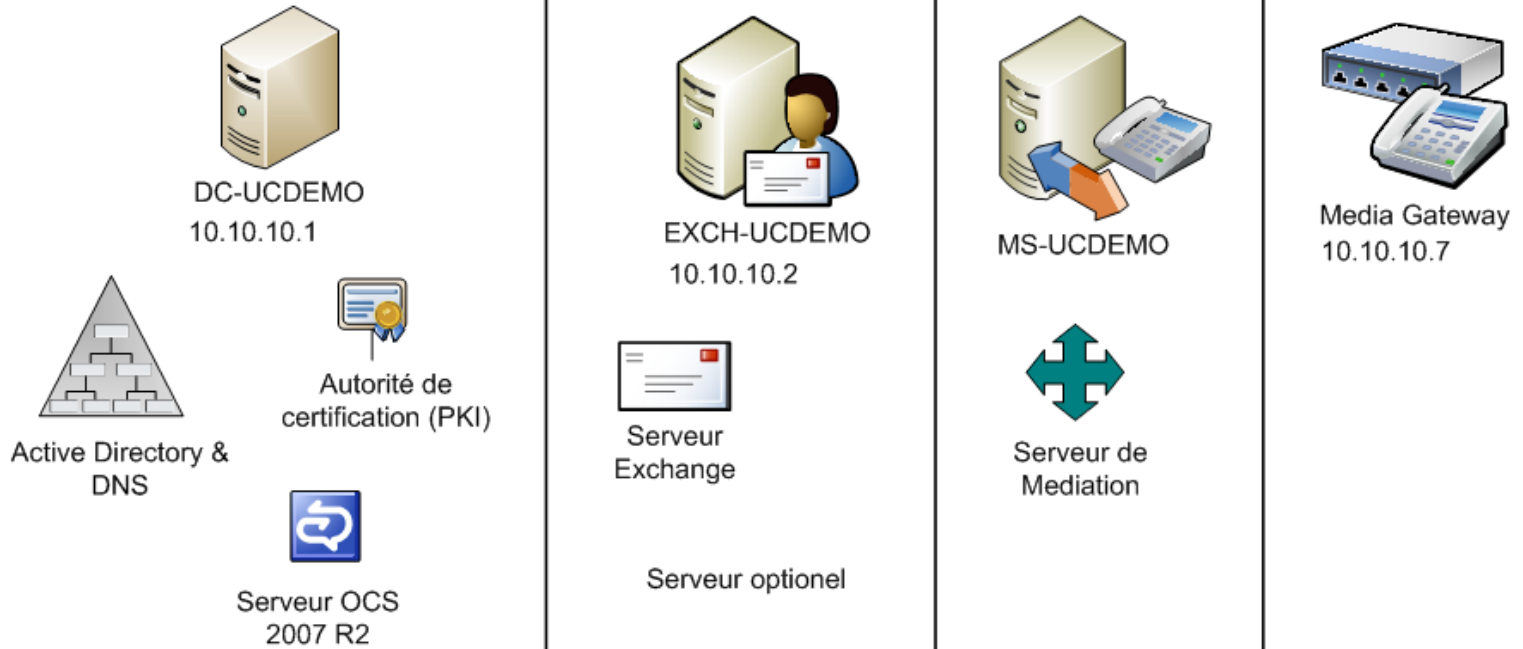 DC-UCDEMO
10.10.10.1
Active Directory &
DNS
Autorité de
certification (PKI)
Serveur OCS
2007 R2
EXCH-UCDEMO
10.10.10.2
Serveur
Exchange
Serveur optionel
MS-UCDEMO
Serveur de
Mediation
Media Gateway
10.10.10.7